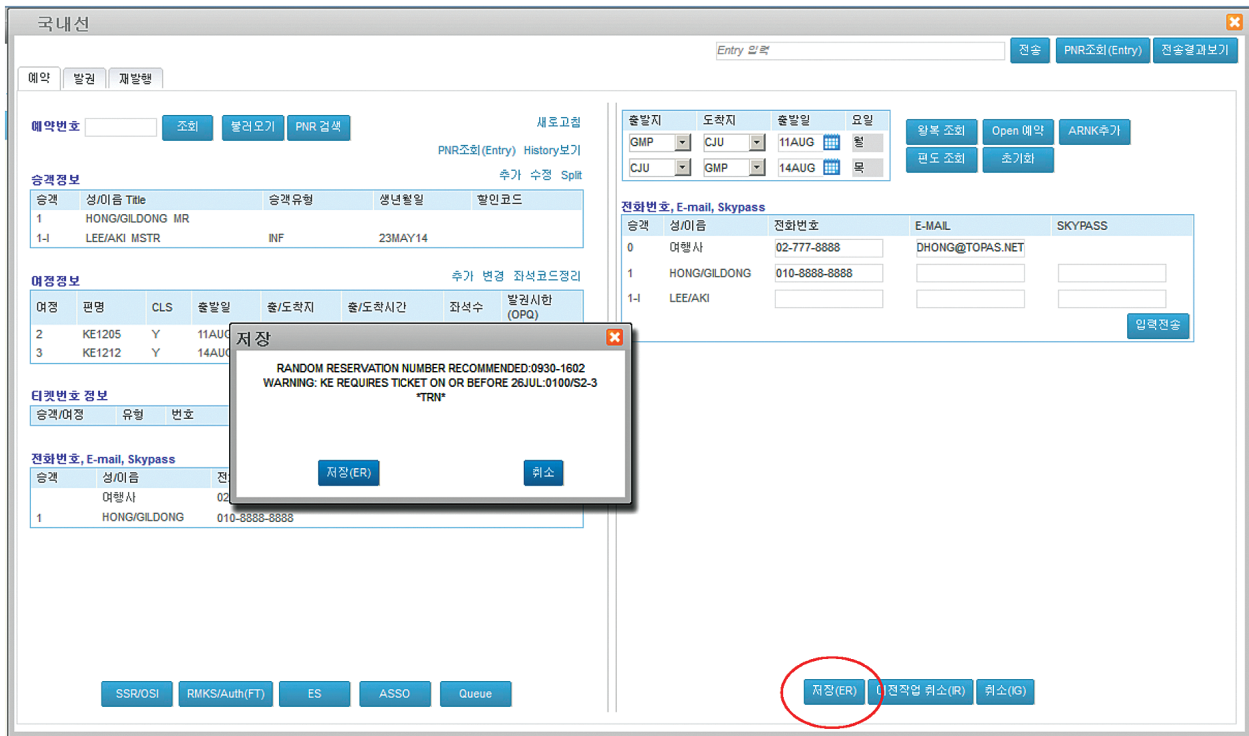 국내선
Entry 입력 전송 PNR조회(Entry) 전송결과보기
예약 발권 재발행
예약번호 조회 불러오기 PNR 검색 새로고침
PNR조회(Entry) History보기
승객정보 추가 수정 Split
승객 성/이름 Title 승객유형 생년월일 할인코드
1 HONG/GILDONG MR
1-I LEE/AKI MSTR INF 23MAY14
여정정보 추가 변경 좌석코드정리
여정 편명 CLS 출발일 출/도착지 출/도착시간 좌석수 발권시한
(OPQ)
2 KE1205 Y 11AUG
3 KE1212 Y 14AUG
티켓번호 정보
승객/여정 유형 번호
전화번호, E-mail, Skypass
승객 성/이름
여행사 02
1 HONG/GILDONG 010-8888-8888
저장
RANDOM RESERVATION NUMBER RECOMMENDED:0930-1602
WARNING: KE REQUIRES TICKET ON OR BEFORE 26JUL:0100/S2-3
*TRN*
저장(ER) 취소
출발지 도착지 출발일 요일
GMP CJU 11AUG 월
CJU GMP 14AUG 목
왕복 조회 Open 예약 ARNK추가
편도 조회 초기화
전화번호, E-mail, Skypass
승객 성/이름 전화번호 E-MAIL SKYPASS
0 여행사 02-777-8888 DHONG@TOPAS.NET
1 HONG/GILDONG 010-8888-8888
1-I LEE/AKI
입력전송
SSR/OSI RMKS/Auth(FT) ES ASSO Queue
저장(ER) 이전작업 취소(IR) 취소(IG)